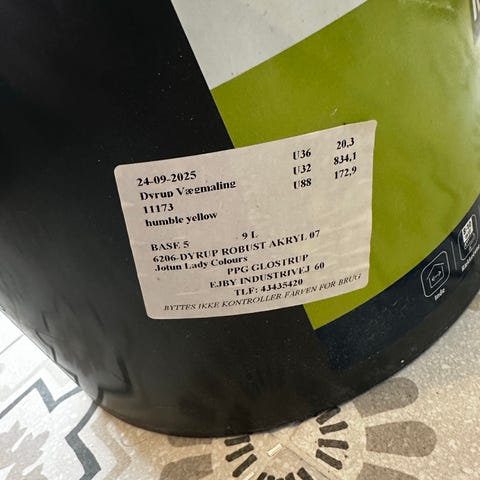 24-09-2025
Dyrup Vægmaling
11173
humble yellow
U36 20,3
U32 834,1
U88 172,9
BASE 5 9 L
6206-DYRUP ROBUST AKRYL 07
Jotun Lady Colours
PPG GLOSTRUP
EJBY INDUSTRIVEJ 60
TLF: 43435420
BYTTES IKKE KONTROLLER FARVEN FOR BRUG
Inde